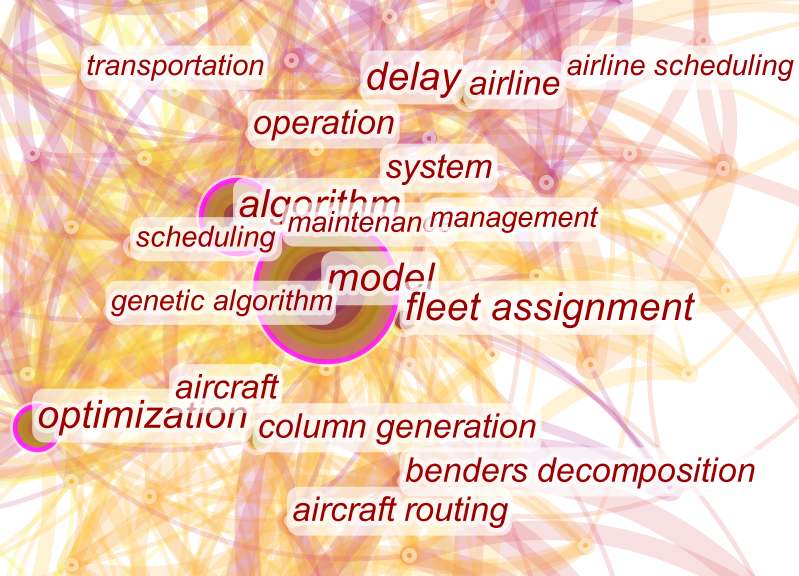 transportation
delay
airline
airline scheduling
operation
system
algorithm
maintenance
management
scheduling
model
genetic algorithm
fleet assignment
aircraft
optimization
column generation
benders decomposition
aircraft routing